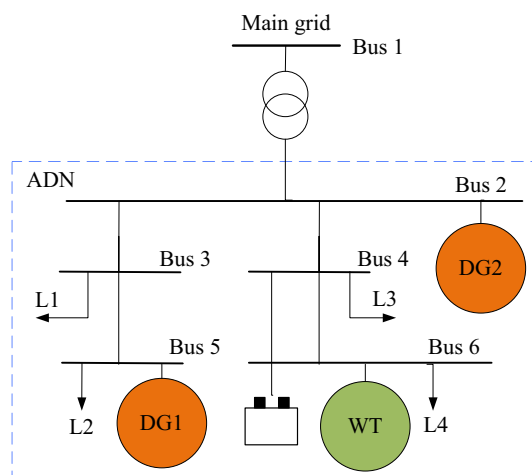 Main grid
Bus 1
ADN
Bus 2
Bus 3
Bus 4
DG2
L1
L3
Bus 5
Bus 6
L2
DG1
WT
L4